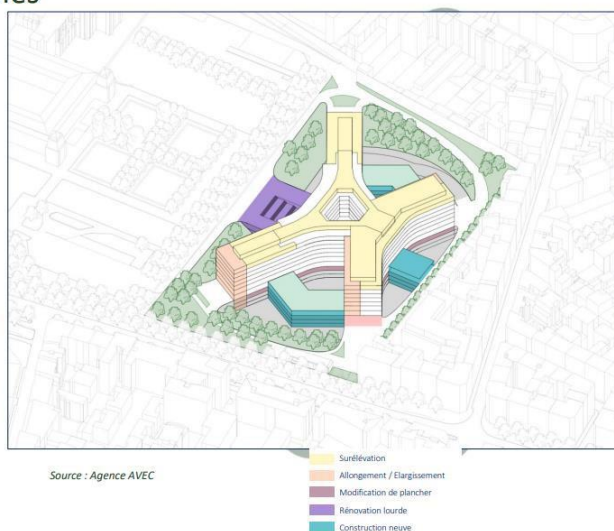 Source : Agence AVEC
Surélévation
Allongement / Elargissement
Modification de plancher
Rénovation lourde
Construction neuve